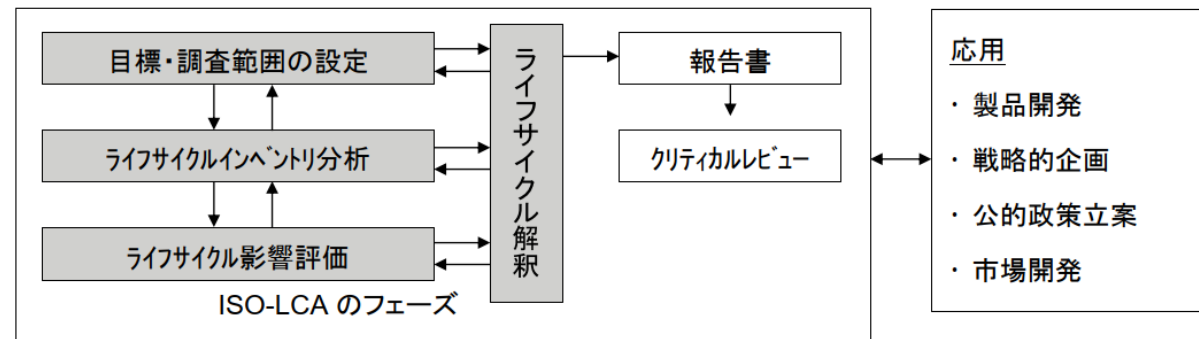 目標・調査範囲の設定
ﾗｲﾌｻｲｸﾙｲﾝﾍﾞﾝﾄﾘ分析
ﾗｲﾌｻｲｸﾙ影響評価
ISO-LCA のフェーズ
ライフサイクル解釈
報告書
ｸﾘﾃｨｶﾙﾚﾋﾞｭｰ
応用
・ 製品開発
・ 戦略的企画
・ 公的政策立案
・ 市場開発